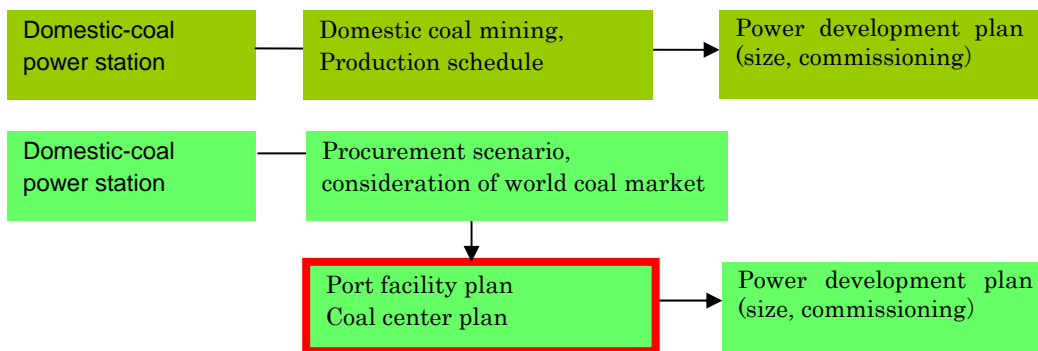 Domestic-coal
power station
Domestic coal mining,
Production schedule
Power development plan
(size, commissioning)
Domestic-coal
power station
Procurement scenario,
consideration of world coal market
Port facility plan
Coal center plan
Power development plan
(size, commissioning)